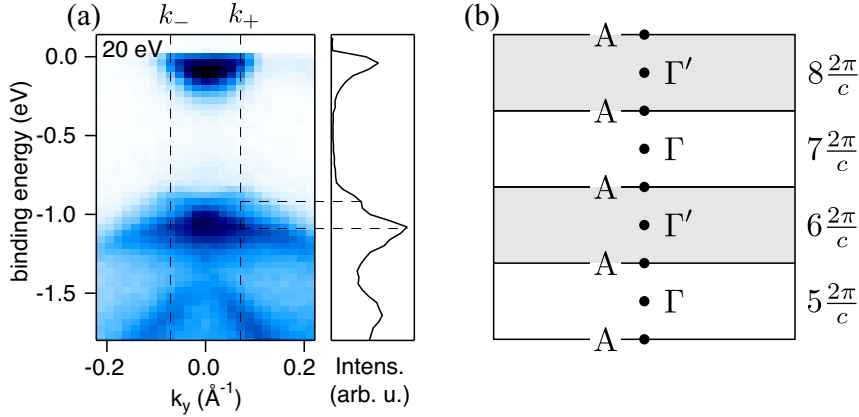 (a)
k₋ k₊
20 eV
0.0
-0.5
-1.0
-1.5
binding energy (eV)
-0.2 0.0 0.2
k_y (Å⁻¹)
Intens.
(arb. u.)
(b)
A
Γ′ 8 2π/c
A
Γ 7 2π/c
A
Γ′ 6 2π/c
A
Γ 5 2π/c
A